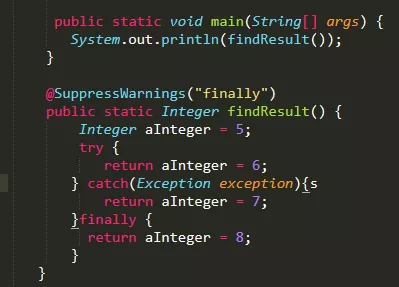 public static void main(String[] args) {
System.out.println(findResult());
}
@SuppressWarnings("finally")
public static Integer findResult() {
Integer aInteger = 5;
try {
return aInteger = 6;
} catch(Exception exception){s
return aInteger = 7;
}finally {
return aInteger = 8;
}
}